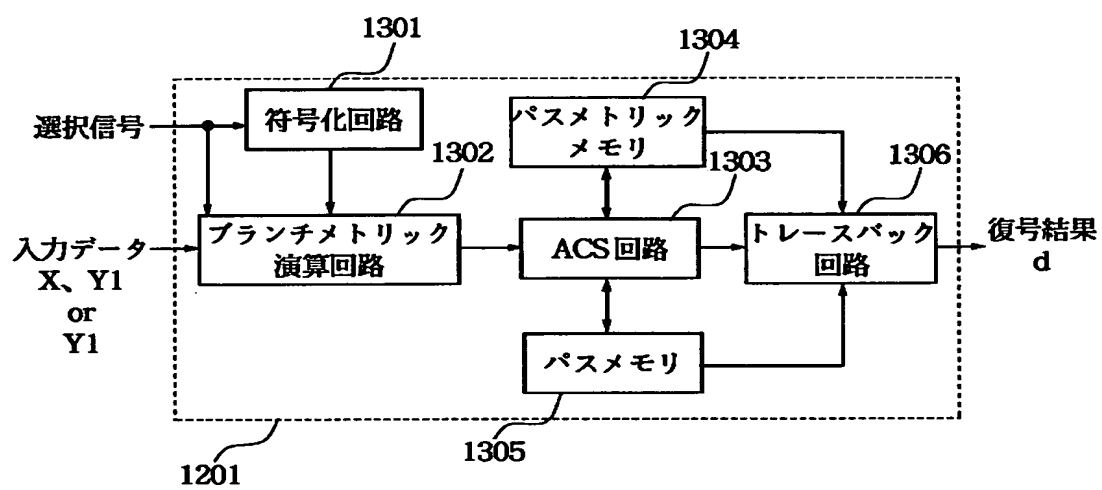 1301
1304
選択信号
符号化回路
パスメトリック
メモリ
1302
1303
1306
入力データ
X、Y1
or
Y1
ブランチメトリック
演算回路
ACS回路
トレースバック
回路
復号結果
d
パスメモリ
1305
1201